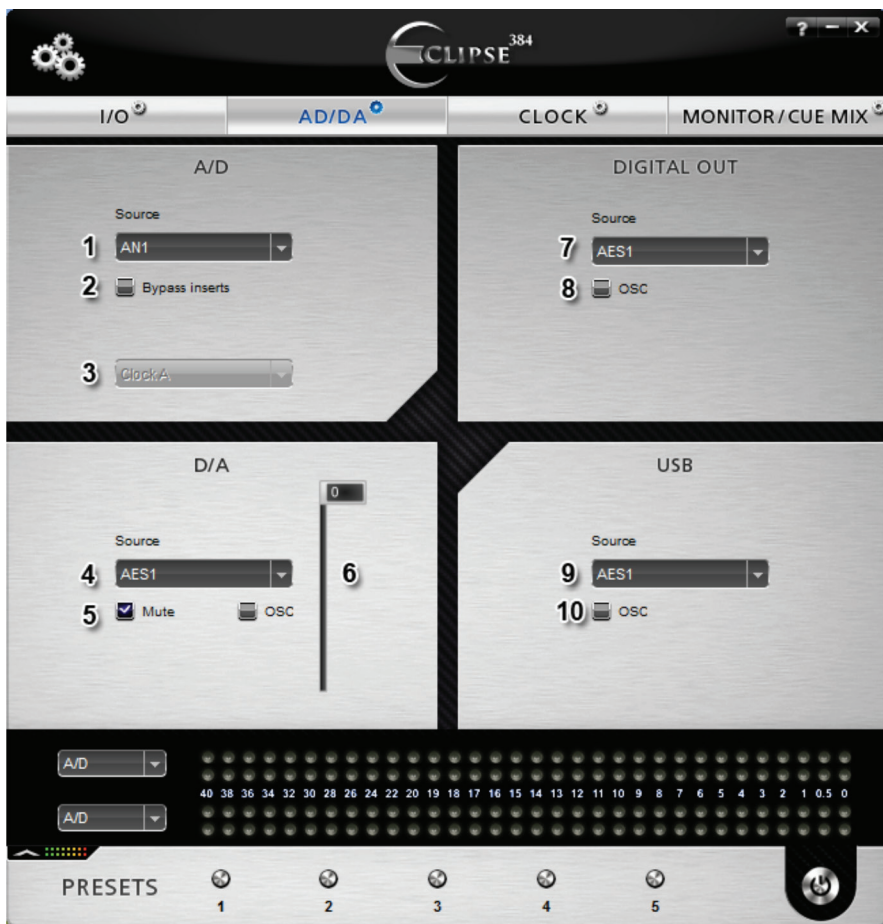 ECLIPSE 384
? − X
I/O
AD/DA
CLOCK
MONITOR/CUE MIX
A/D
Source
1 AN1
2 Bypass inserts
3 Clock A
DIGITAL OUT
Source
7 AES1
8 OSC
D/A
0
Source
4 AES1
6
5 Mute OSC
USB
Source
9 AES1
10 OSC
A/D
40 38 36 34 32 30 28 26 24 22 20 19 18 17 16 15 14 13 12 11 10 9 8 7 6 5 4 3 2 1 0.5 0
A/D
PRESETS
1 2 3 4 5